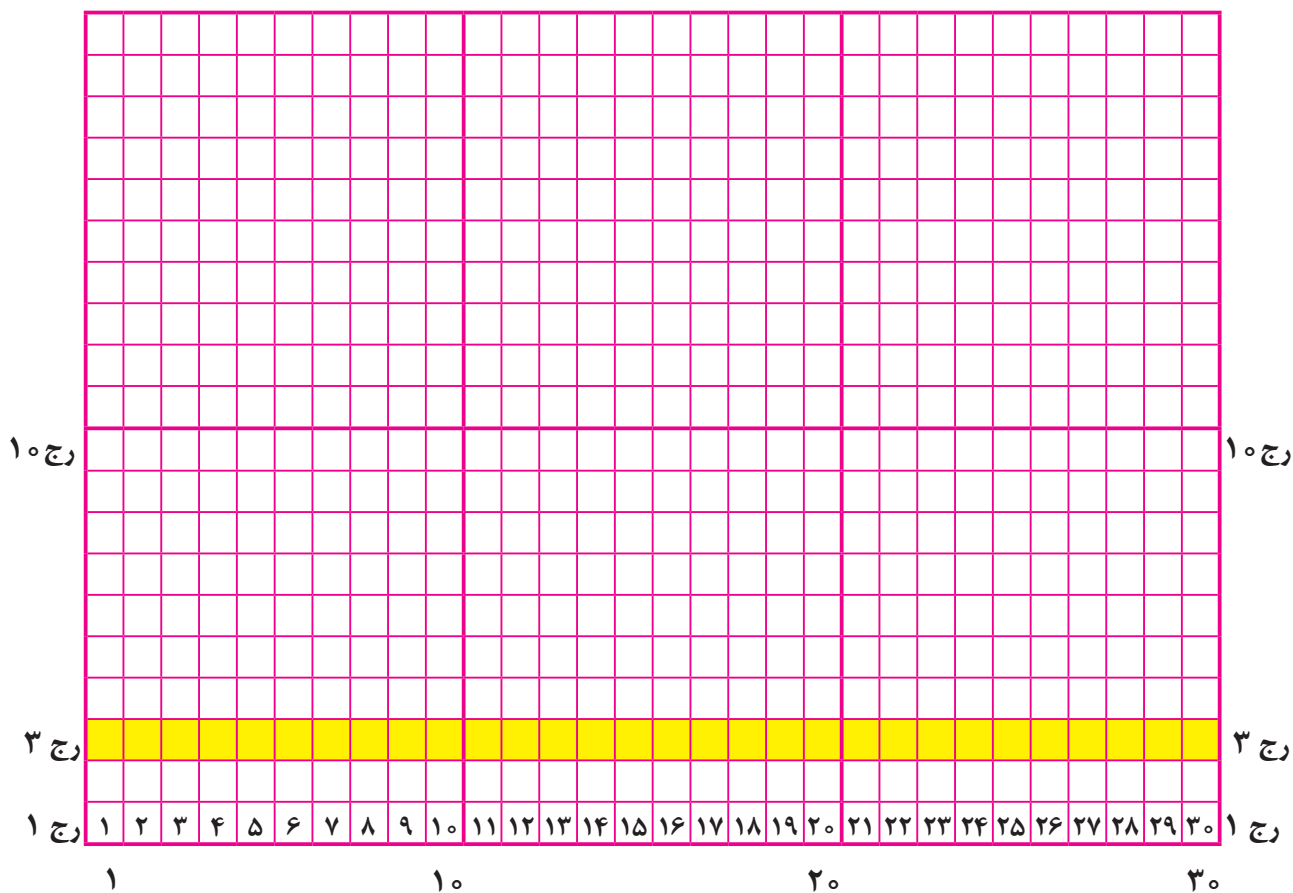 رج ۱۰ رج ۱۰
رج ۳ رج ۳
رج ۱ ۱ ۲ ۳ ۴ ۵ ۶ ۷ ۸ ۹ ۱۰ ۱۱ ۱۲ ۱۳ ۱۴ ۱۵ ۱۶ ۱۷ ۱۸ ۱۹ ۲۰ ۲۱ ۲۲ ۲۳ ۲۴ ۲۵ ۲۶ ۲۷ ۲۸ ۲۹ ۳۰ رج ۱
۱ ۱۰ ۲۰ ۳۰